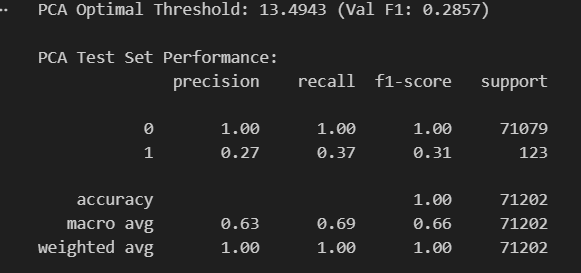 PCA Optimal Threshold: 13.4943 (Val F1: 0.2857)
PCA Test Set Performance:
precision recall f1-score support
0 1.00 1.00 1.00 71079
1 0.27 0.37 0.31 123
accuracy 1.00 71202
macro avg 0.63 0.69 0.66 71202
weighted avg 1.00 1.00 1.00 71202